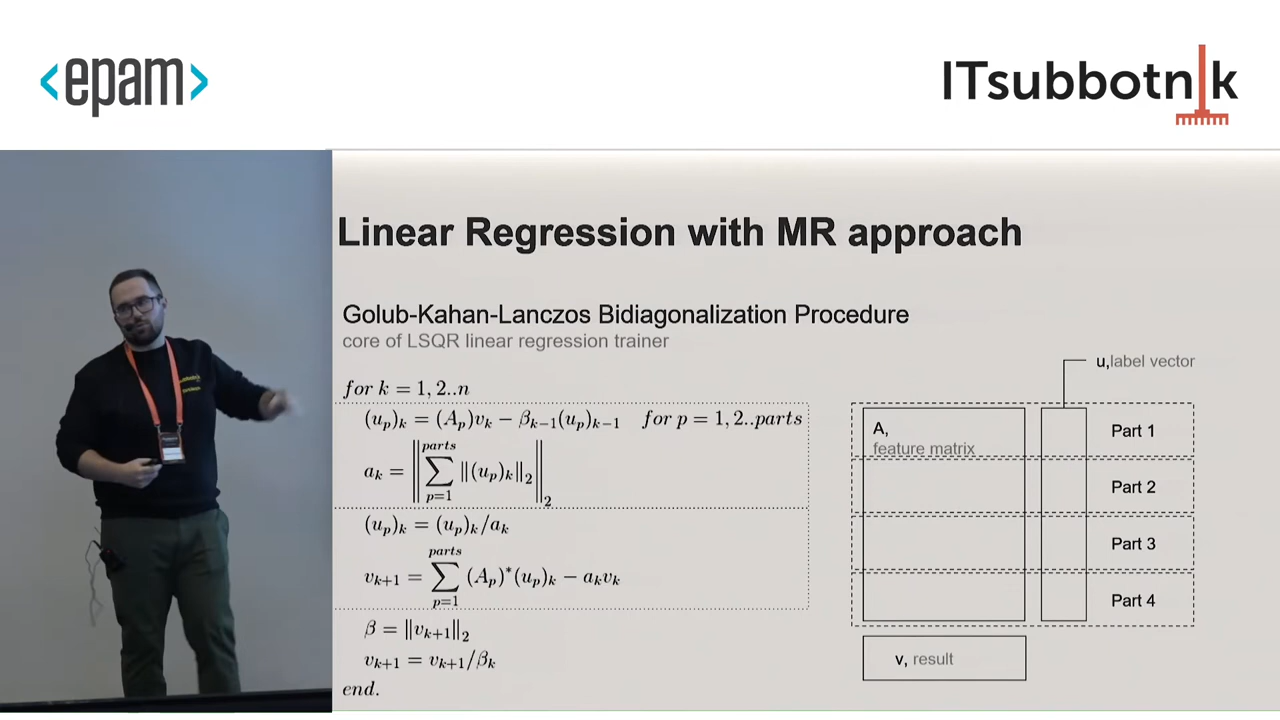 <epam>
ITsubbotnik
Linear Regression with MR approach
Golub-Kahan-Lanczos Bidiagonalization Procedure
core of LSQR linear regression trainer
for k = 1, 2..n
(u_p)_k = (A_p)v_k − β_{k−1}(u_p)_{k−1} for p = 1, 2..parts
a_k = ‖∑_{p=1}^{parts} ‖(u_p)_k‖_2‖_2
(u_p)_k = (u_p)_k/a_k
v_{k+1} = ∑_{p=1}^{parts} (A_p)*(u_p)_k − a_k v_k
β = ‖v_{k+1}‖_2
v_{k+1} = v_{k+1}/β_k
end.
u, label vector
A,
feature matrix
Part 1
Part 2
Part 3
Part 4
v, result